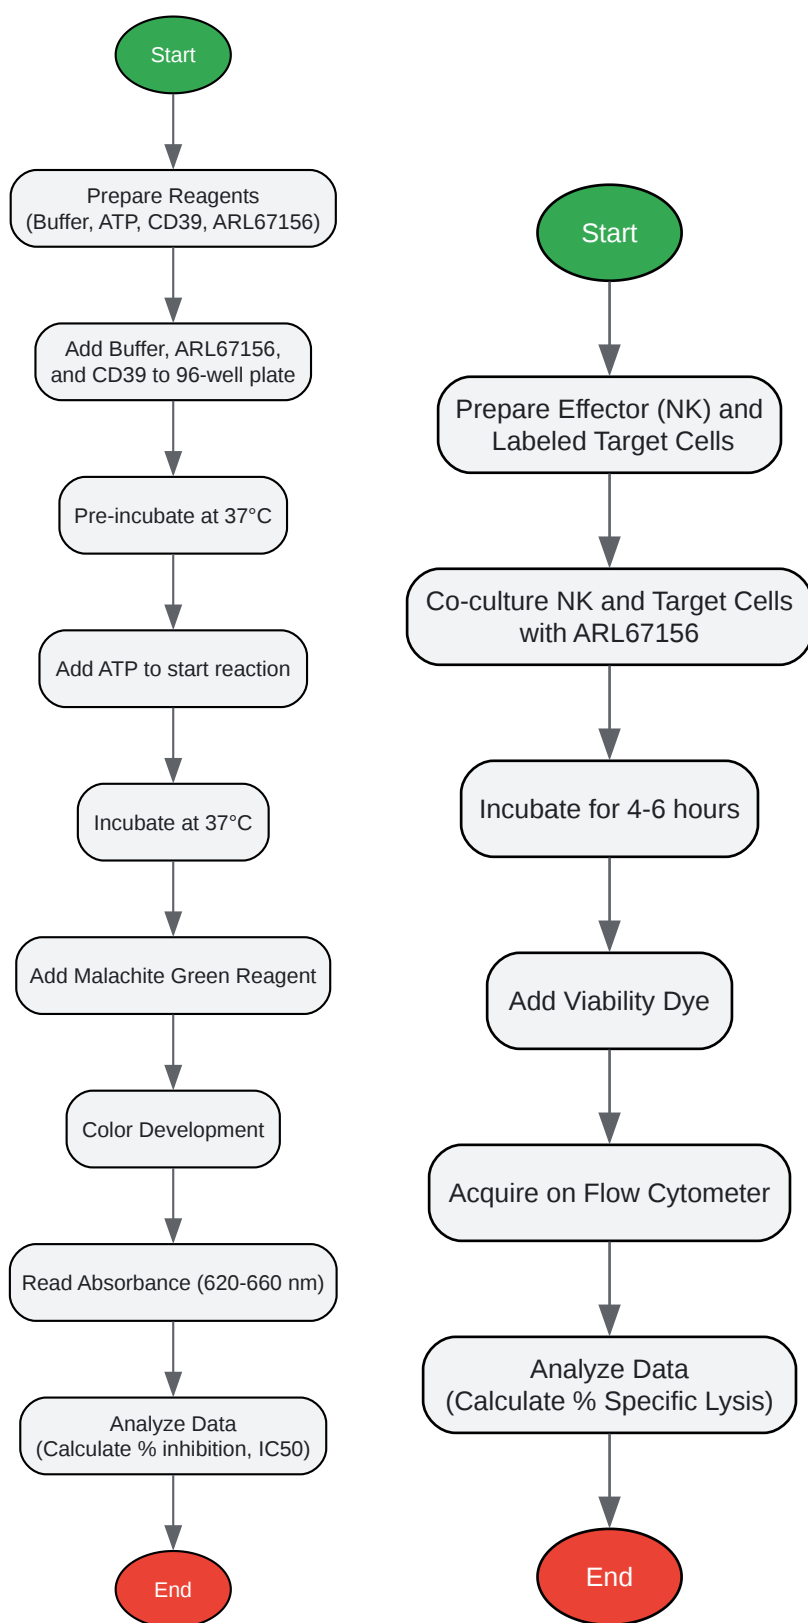 Start
Prepare Reagents
(Buffer, ATP, CD39, ARL67156)
Add Buffer, ARL67156,
and CD39 to 96-well plate
Pre-incubate at 37°C
Add ATP to start reaction
Incubate at 37°C
Add Malachite Green Reagent
Color Development
Read Absorbance (620-660 nm)
Analyze Data
(Calculate % inhibition, IC50)
End
Start
Prepare Effector (NK) and
Labeled Target Cells
Co-culture NK and Target Cells
with ARL67156
Incubate for 4-6 hours
Add Viability Dye
Acquire on Flow Cytometer
Analyze Data
(Calculate % Specific Lysis)
End